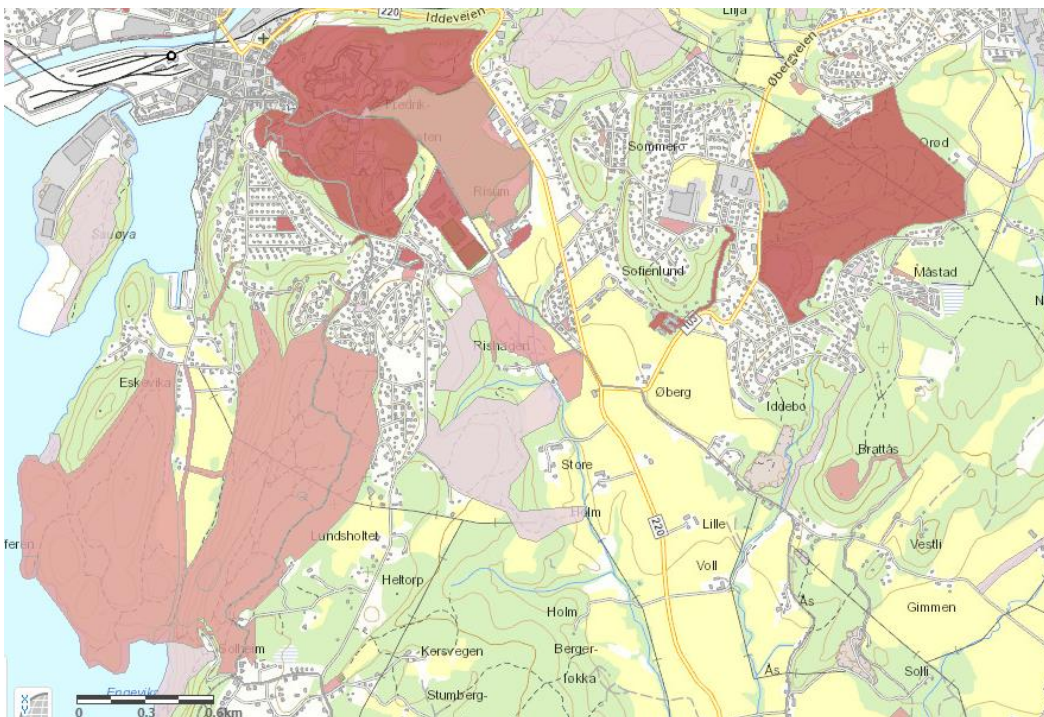 220
Iddeveien
Lilja
Øbergveien
Fredrik-
sten
Sommero
Orød
Risum
Sauøya
Sofienlund
Måstad
103
Rishagen
Eskevika
Øberg
Iddebo
Brattås
Store
Holm
220
Lille
Lundsholtet
Vestli
Voll
Heltorp
Ås
Gimmen
Holm
Solheim
Kersvegen
Berger-
Ås
Solli
løkka
Engevika
Stumberg-
0 0.3 0.6km